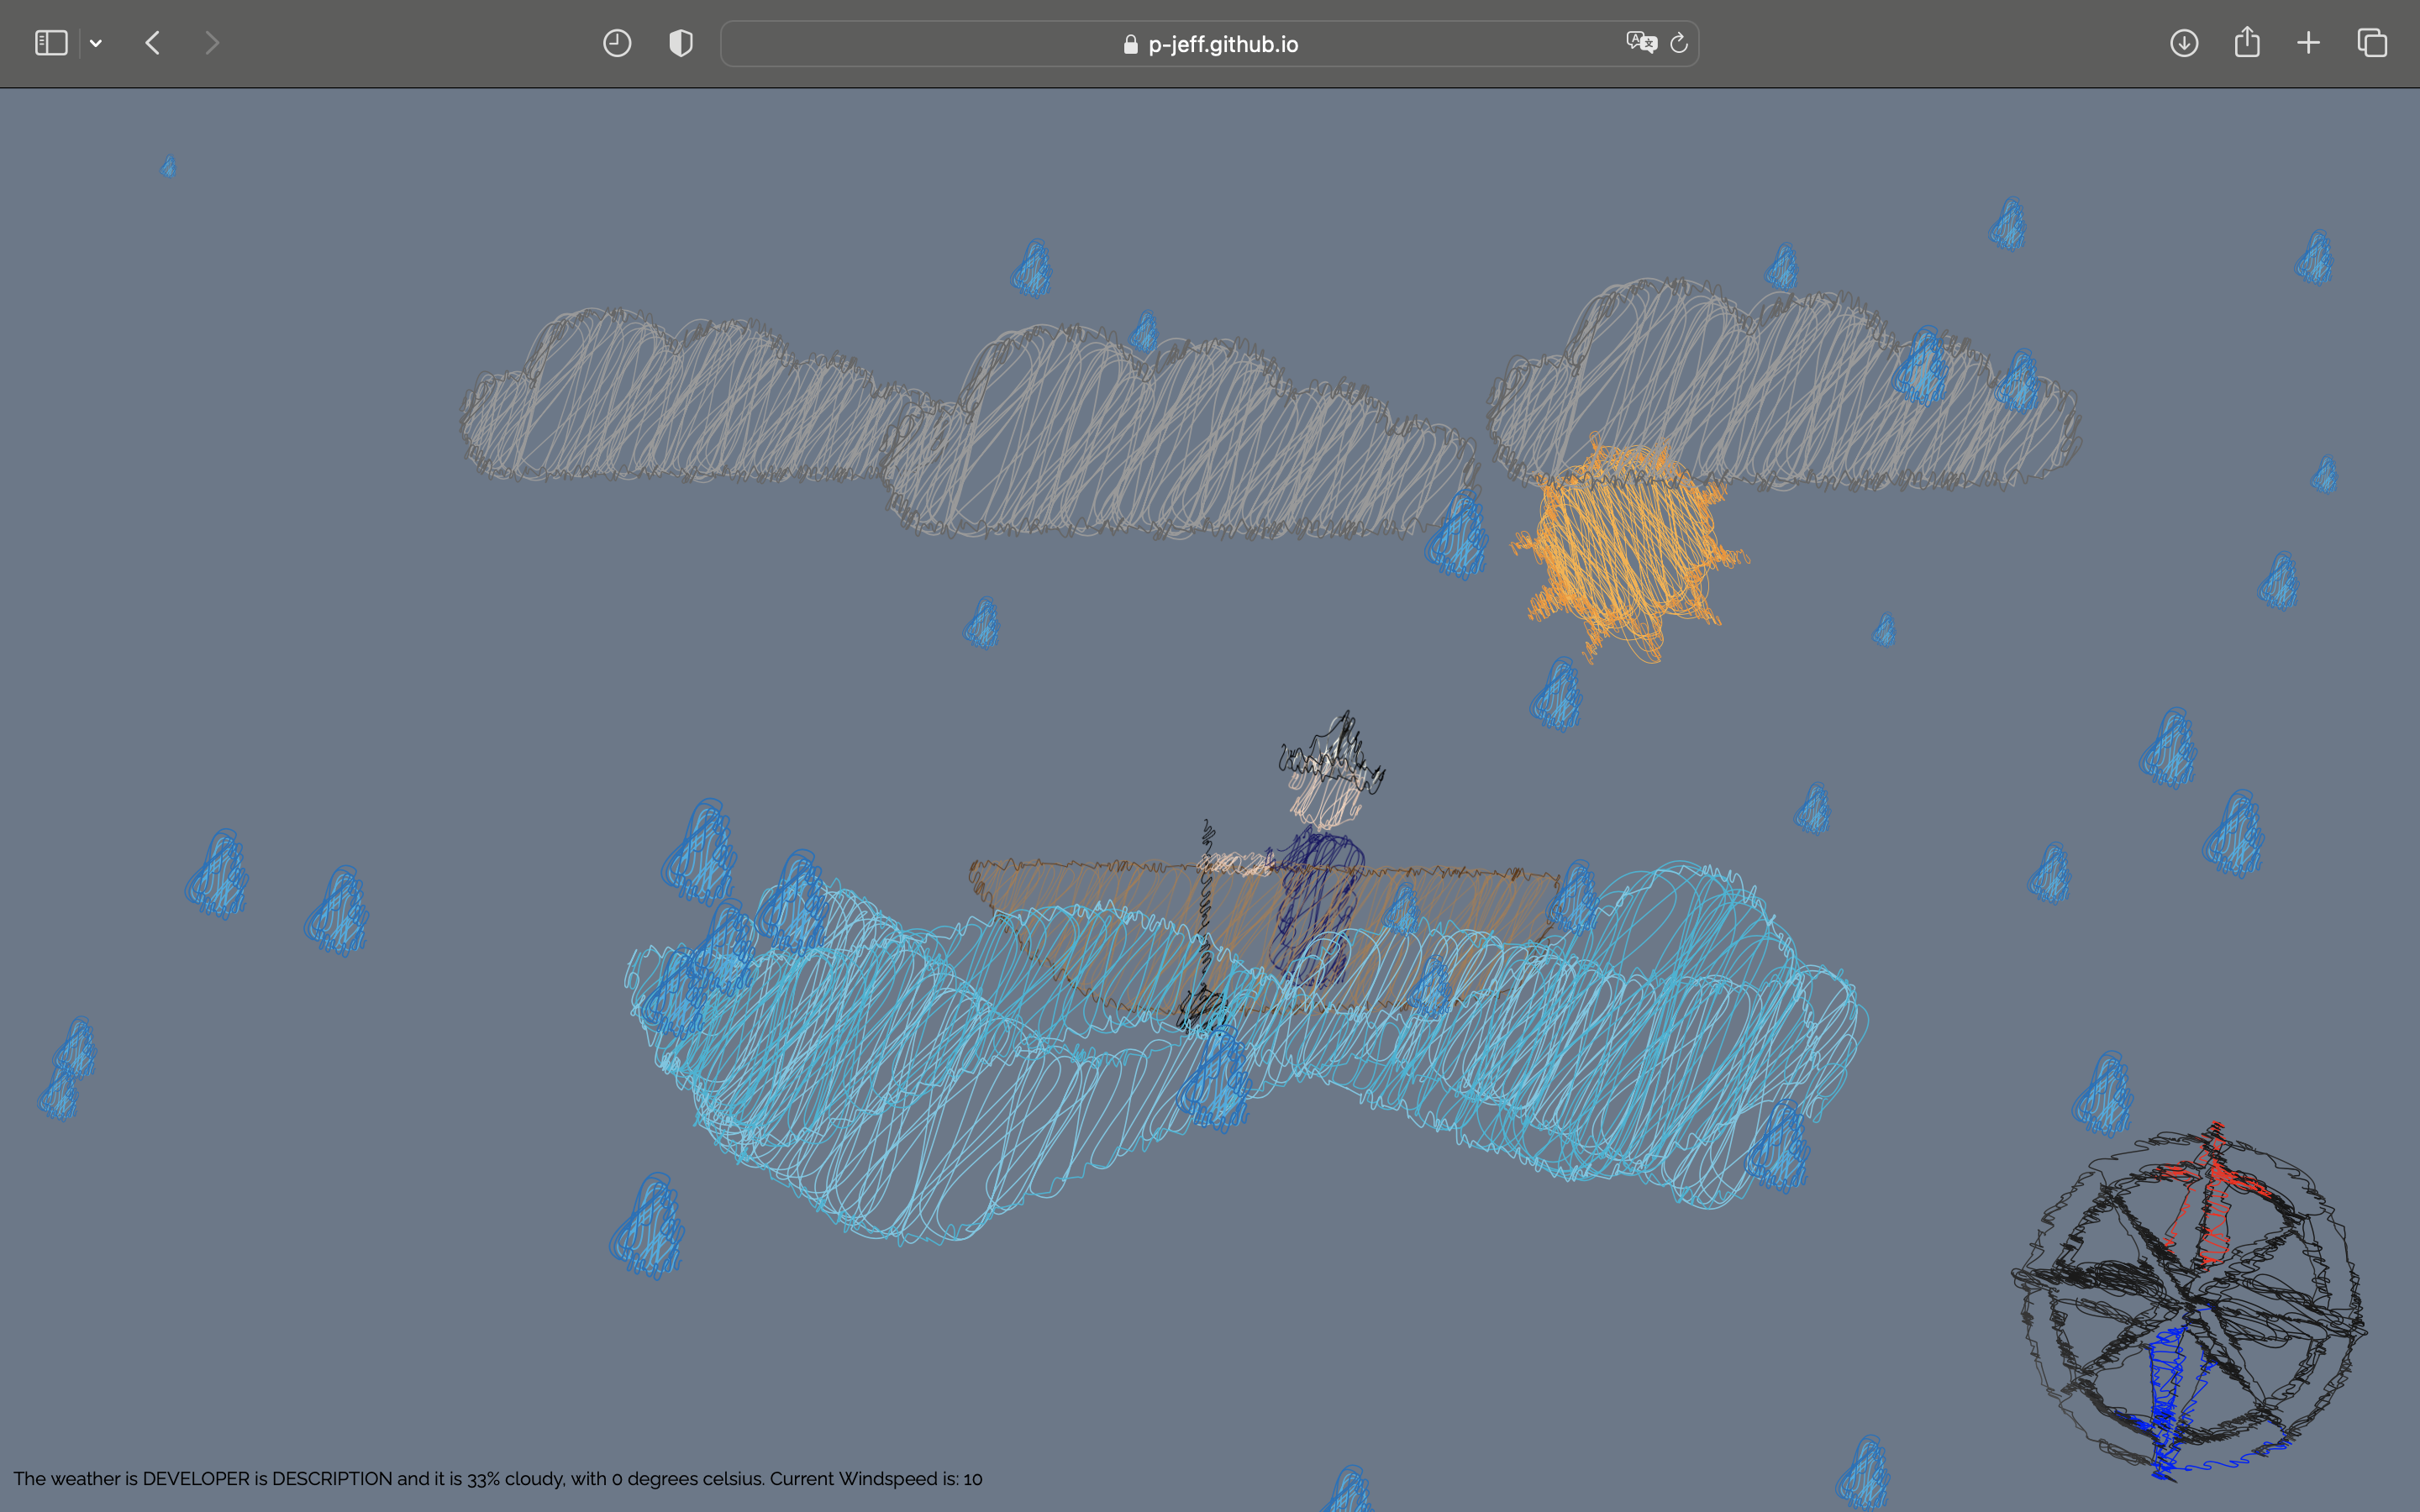 p-jeff.github.io
The weather is DEVELOPER is DESCRIPTION and it is 33% cloudy, with 0 degrees celsius. Current Windspeed is: 10